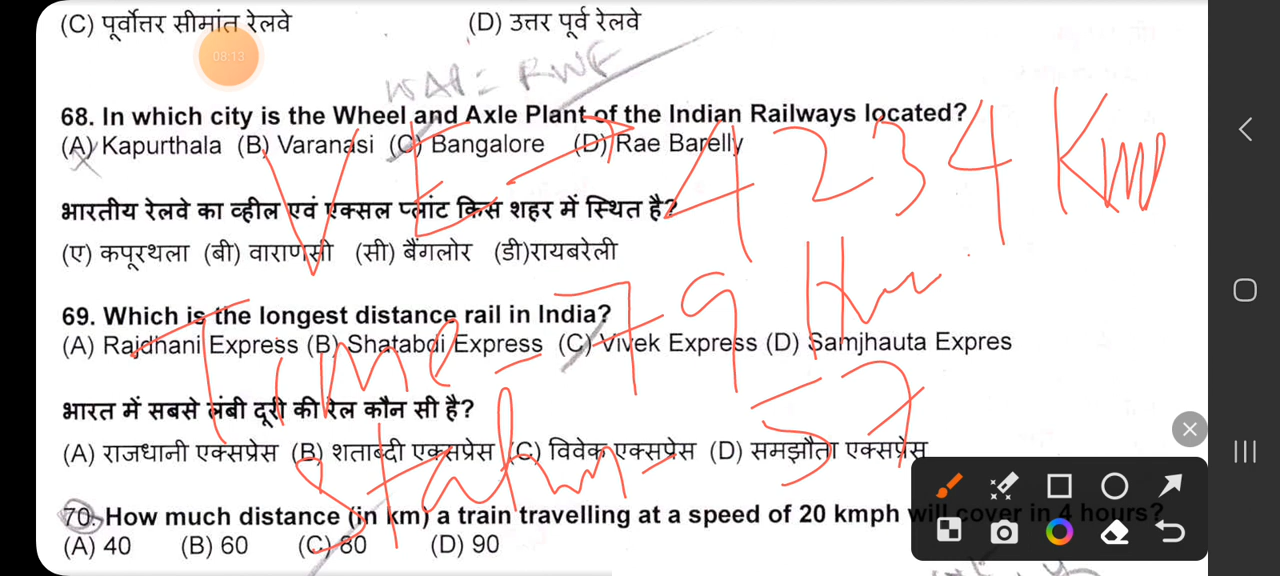 (C) पूर्वोत्तर सीमांत रेलवे (D) उत्तर पूर्व रेलवे
08:13
WAP = RWF
68. In which city is the Wheel and Axle Plant of the Indian Railways located?
(A) Kapurthala (B) Varanasi (C) Bangalore (D) Rae Barelly
VE → 4234 Km
भारतीय रेलवे का व्हील एवं एक्सल प्लांट किस शहर में स्थित है?
(ए) कपूरथला (बी) वाराणसी (सी) बैंगलोर (डी)रायबरेली
69. Which is the longest distance rail in India?
Time - 79 Hr
(A) Rajdhani Express (B) Shatabdi Express (C) Vivek Express (D) Samjhauta Expres
भारत में सबसे लंबी दूरी की रेल कौन सी है?
(A) राजधानी एक्सप्रेस (B) शताब्दी एक्सप्रेस (C) विवेक एक्सप्रेस (D) समझौता एक्सप्रेस
57
70. How much distance (in km) a train travelling at a speed of 20 kmph will cover in 4 hours?
(A) 40 (B) 60 (C) 80 (D) 90